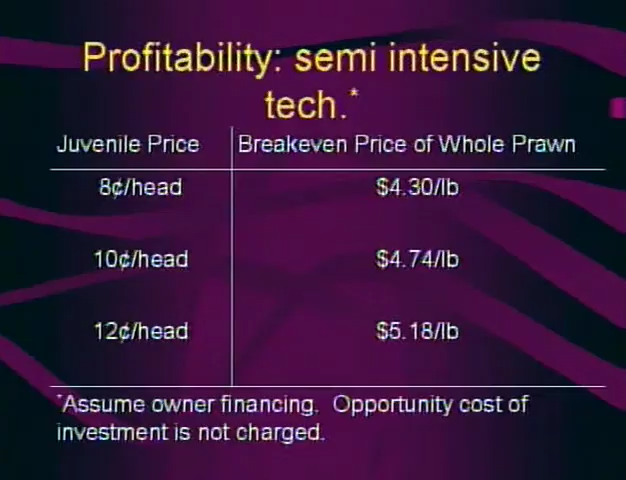 Profitability: semi intensive
tech.*
Juvenile Price Breakeven Price of Whole Prawn
8¢/head $4.30/lb
10¢/head $4.74/lb
12¢/head $5.18/lb
*Assume owner financing. Opportunity cost of
investment is not charged.